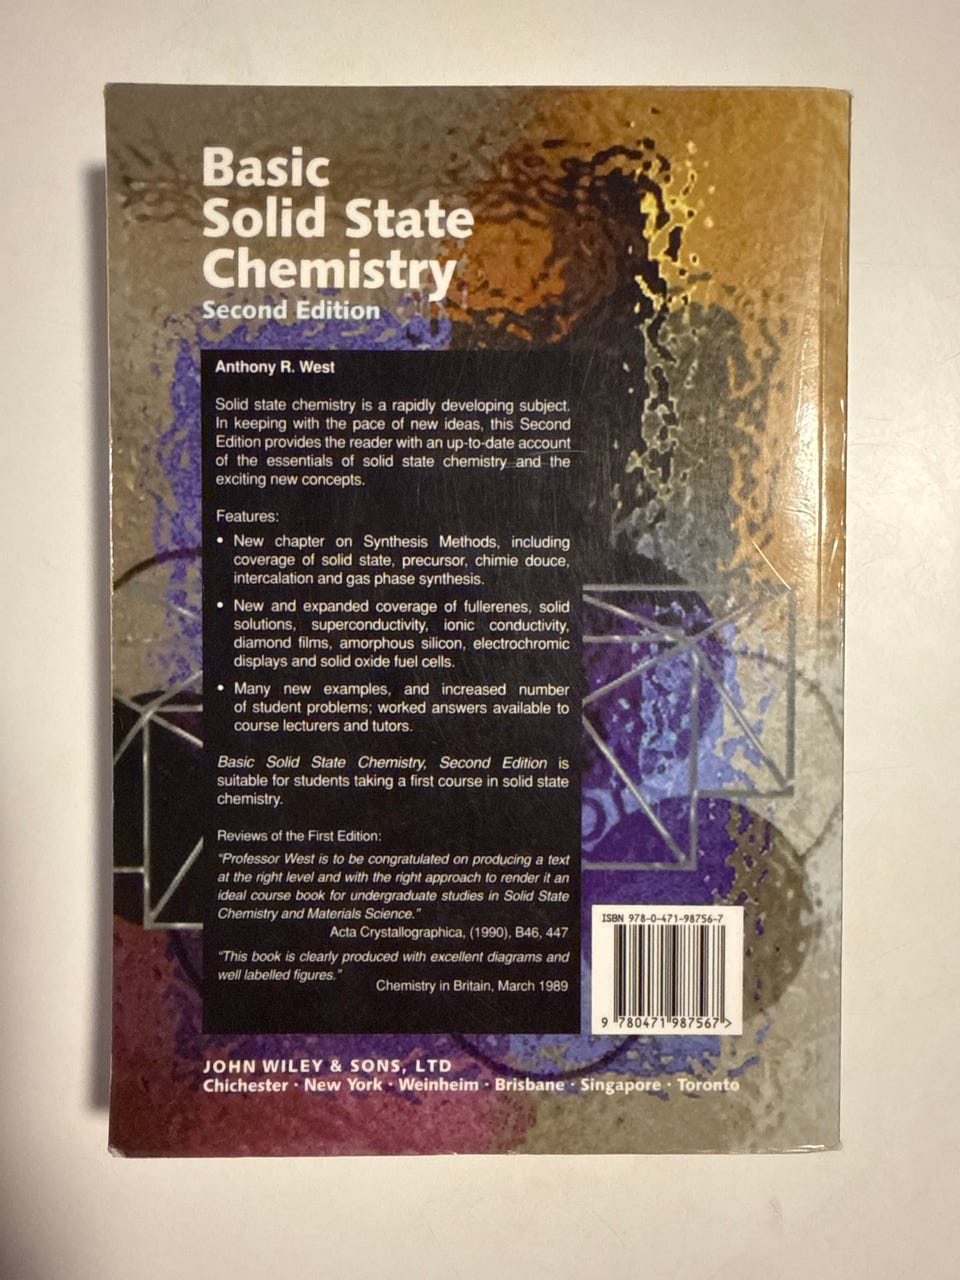 Basic
Solid State
Chemistry
Second Edition
Anthony R. West
Solid state chemistry is a rapidly developing subject.
In keeping with the pace of new ideas, this Second
Edition provides the reader with an up-to-date account
of the essentials of solid state chemistry and the
exciting new concepts.
Features:
• New chapter on Synthesis Methods, including
coverage of solid state, precursor, chimie douce,
intercalation and gas phase synthesis.
• New and expanded coverage of fullerenes, solid
solutions, superconductivity, ionic conductivity,
diamond films, amorphous silicon, electrochromic
displays and solid oxide fuel cells.
• Many new examples, and increased number
of student problems; worked answers available to
course lecturers and tutors.
Basic Solid State Chemistry, Second Edition is
suitable for students taking a first course in solid state
chemistry.
Reviews of the First Edition:
“Professor West is to be congratulated on producing a text
at the right level and with the right approach to render it an
ideal course book for undergraduate studies in Solid State
Chemistry and Materials Science.”
Acta Crystallographica, (1990), B46, 447
“This book is clearly produced with excellent diagrams and
well labelled figures.”
Chemistry in Britain, March 1989
ISBN 978-0-471-98756-7
9 780471 987567 >
JOHN WILEY & SONS, LTD
Chichester · New York · Weinheim · Brisbane · Singapore · Toronto